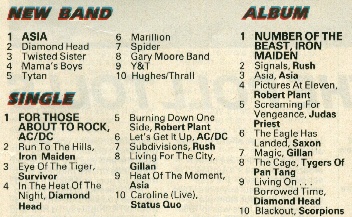 NEW BAND
1 ASIA
2 Diamond Head
3 Twisted Sister
4 Mama's Boys
5 Tytan
6 Marillion
7 Spider
8 Gary Moore Band
9 Y&T
10 Hughes/Thrall
SINGLE
1 FOR THOSE
ABOUT TO ROCK,
AC/DC
2 Run To The Hills,
Iron Maiden
3 Eye Of The Tiger,
Survivor
4 In The Heat Of The
Night, Diamond
Head
5 Burning Down One
Side, Robert Plant
6 Let's Get It Up, AC/DC
7 Subdivisions, Rush
8 Living For The City,
Gillan
9 Heat Of The Moment,
Asia
10 Caroline (Live),
Status Quo
ALBUM
1 NUMBER OF THE
BEAST, IRON
MAIDEN
2 Signals, Rush
3 Asia, Asia
4 Pictures At Eleven,
Robert Plant
5 Screaming For
Vengeance, Judas
Priest
6 The Eagle Has
Landed, Saxon
7 Magic, Gillan
8 The Cage, Tygers Of
Pan Tang
9 Living On ...
Borrowed Time,
Diamond Head
10 Blackout, Scorpions